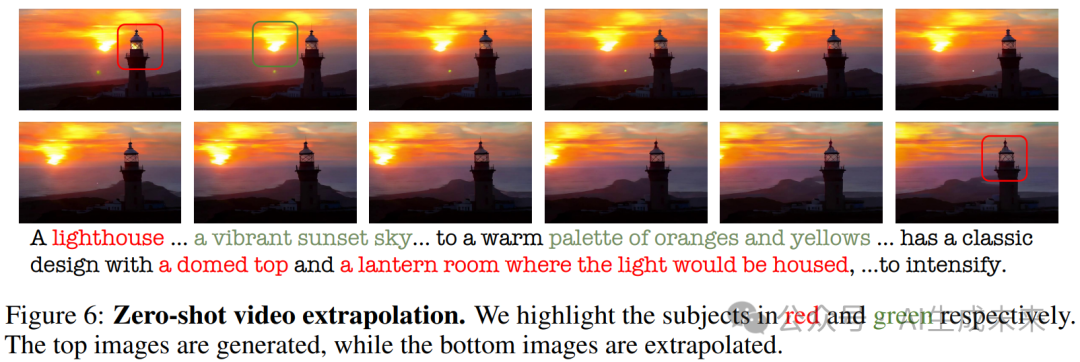 A lighthouse ... a vibrant sunset sky... to a warm palette of oranges and yellows ... has a classic
design with a domed top and a lantern room where the light would be housed, ...to intensify.
Figure 6: Zero-shot video extrapolation. We highlight the subjects in red and green respectively.
The top images are generated, while the bottom images are extrapolated.
公众号 · AI生成未来